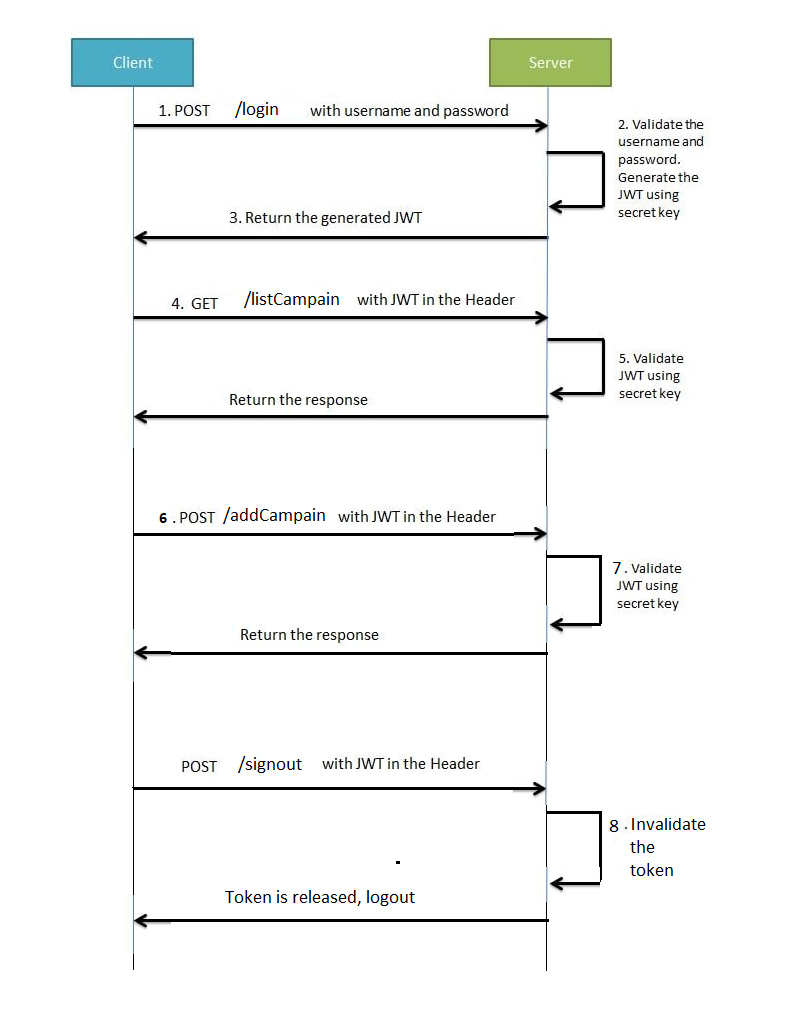 Client
Server
1. POST /login with username and password
2. Validate the
username and
password.
Generate the
JWT using
secret key
3. Return the generated JWT
4. GET /listCampain with JWT in the Header
5. Validate
JWT using
secret key
Return the response
6 . POST /addCampain with JWT in the Header
7 . Validate
JWT using
secret key
Return the response
POST /signout with JWT in the Header
8 . Invalidate
the
token
Token is released, logout